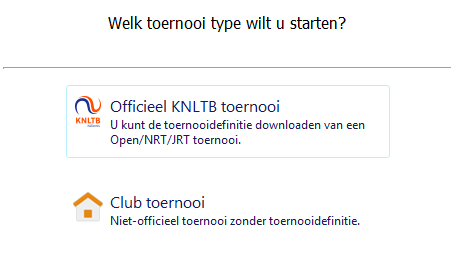 Welk toernooi type wilt u starten?
KNLTB
Officieel KNLTB toernooi
U kunt de toernooidefinitie downloaden van een
Open/NRT/JRT toernooi.
Club toernooi
Niet-officieel toernooi zonder toernooidefinitie.